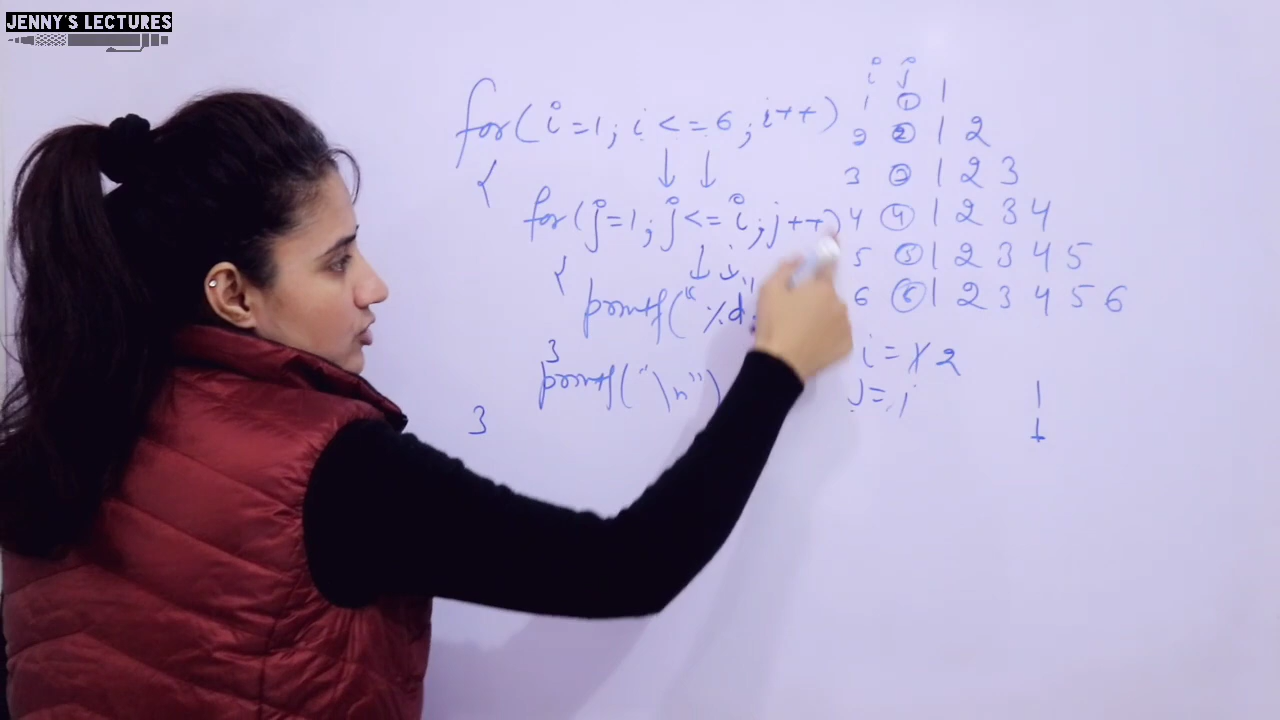 JENNY'S LECTURES
for(i=1; i<=6; i++)
{
for(j=1; j<=i; j++)
{
printf("%d"
}
printf("\n")
}
i j
1 1 1
2 2 1 2
3 3 1 2 3
4 4 1 2 3 4
5 5 1 2 3 4 5
6 6 1 2 3 4 5 6
i = 1 2
j = 1
1